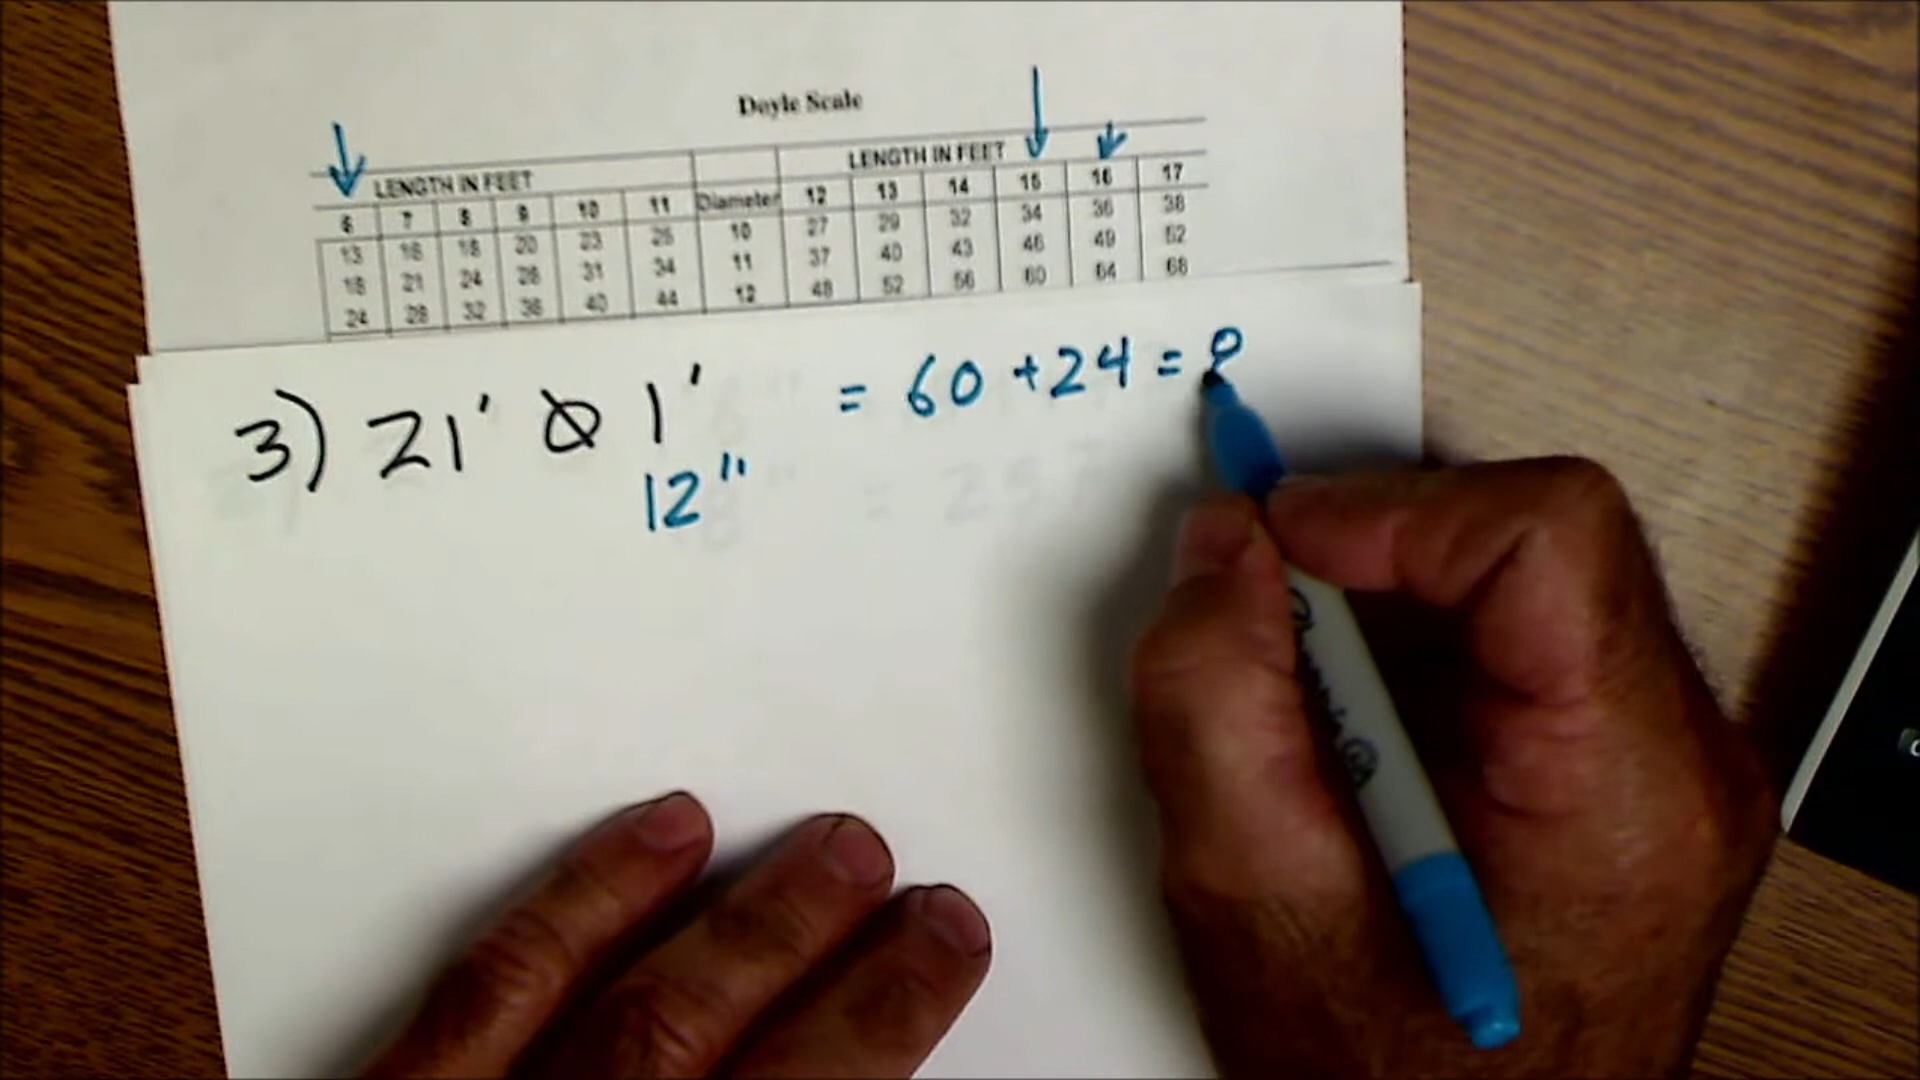 Doyle Scale
LENGTH IN FEET LENGTH IN FEET
6 7 8 9 10 11 Diameter 12 13 14 15 16 17
13 16 18 20 23 25 10 27 29 32 34 36 38
18 21 24 28 31 34 11 37 40 43 46 49 52
24 28 32 36 40 44 12 48 52 56 60 64 68
3) 21' 1' = 60 + 24 = 8
12"